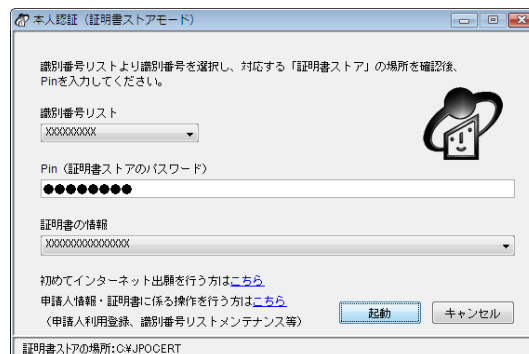 本人認証（証明書ストアモード）
識別番号リストより識別番号を選択し、対応する「証明書ストア」の場所を確認後、
Pinを入力してください。
識別番号リスト
XXXXXXXXX
Pin（証明書ストアのパスワード）
●●●●●●●●
証明書の情報
XXXXXXXXXXXXXX
初めてインターネット出願を行う方はこちら
申請人情報・証明書に係る操作を行う方はこちら
（申請人利用登録、識別番号リストメンテナンス等）
起動
キャンセル
証明書ストアの場所:C:¥JPOCERT